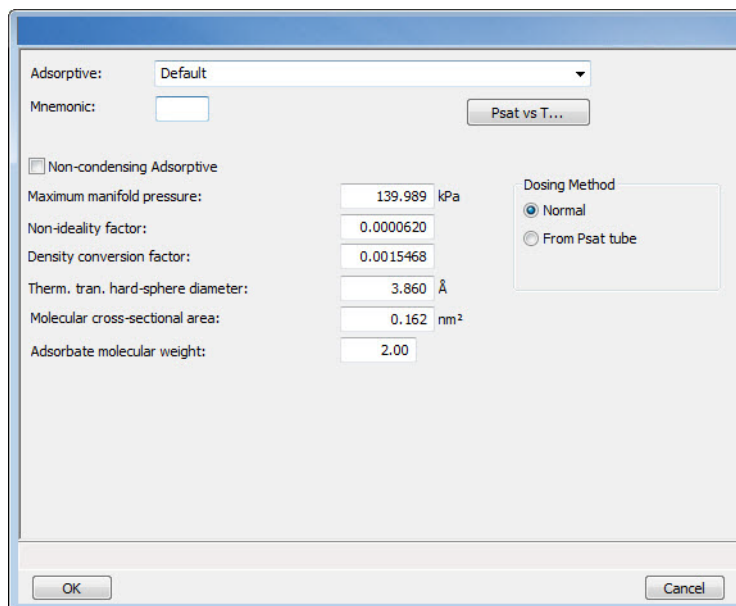 Adsorptive: Default
Mnemonic:
Psat vs T...
Non-condensing Adsorptive
Maximum manifold pressure: 139.989 kPa
Non-ideality factor: 0.0000620
Density conversion factor: 0.0015468
Therm. tran. hard-sphere diameter: 3.860 Å
Molecular cross-sectional area: 0.162 nm²
Adsorbate molecular weight: 2.00
Dosing Method
Normal
From Psat tube
OK
Cancel